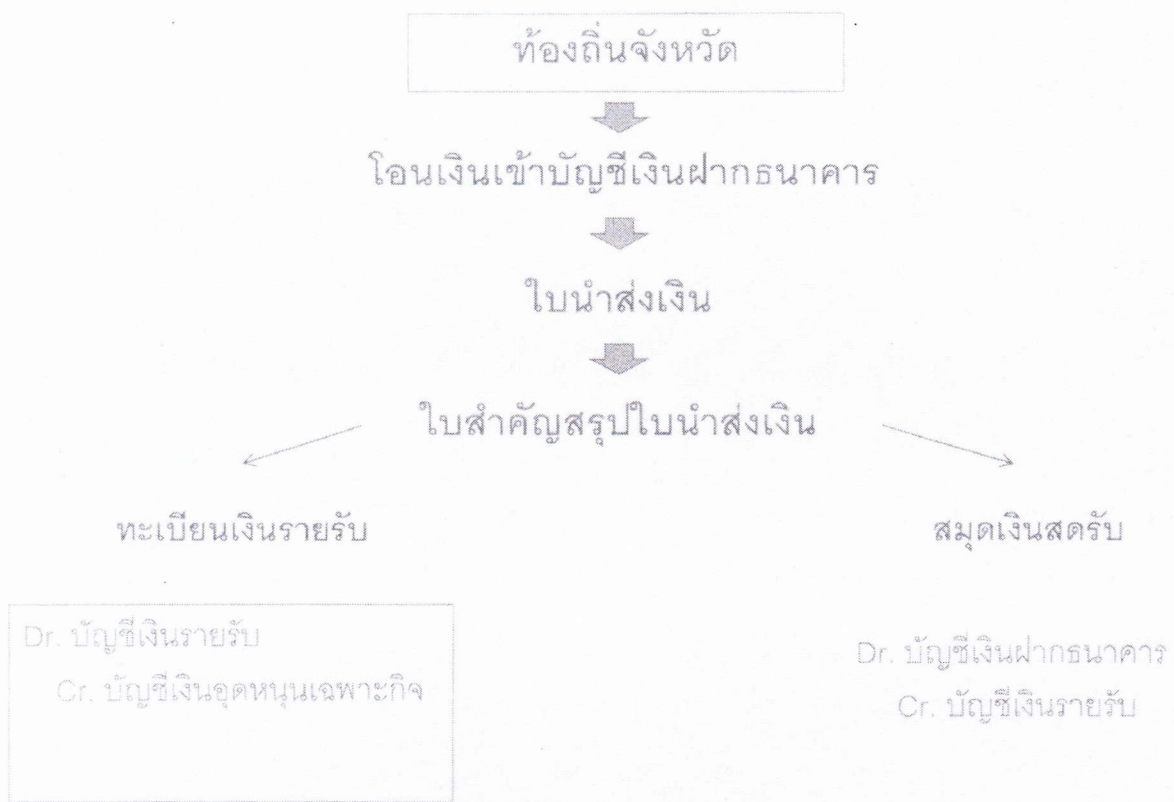 ท้องถิ่นจังหวัด
โอนเงินเข้าบัญชีเงินฝากธนาคาร
ใบนำส่งเงิน
ใบสำคัญสรุปใบนำส่งเงิน
ทะเบียนเงินรายรับ
สมุดเงินสดรับ
Dr. บัญชีเงินรายรับ
Cr. บัญชีเงินอุดหนุนเฉพาะกิจ
Dr. บัญชีเงินฝากธนาคาร
Cr. บัญชีเงินรายรับ